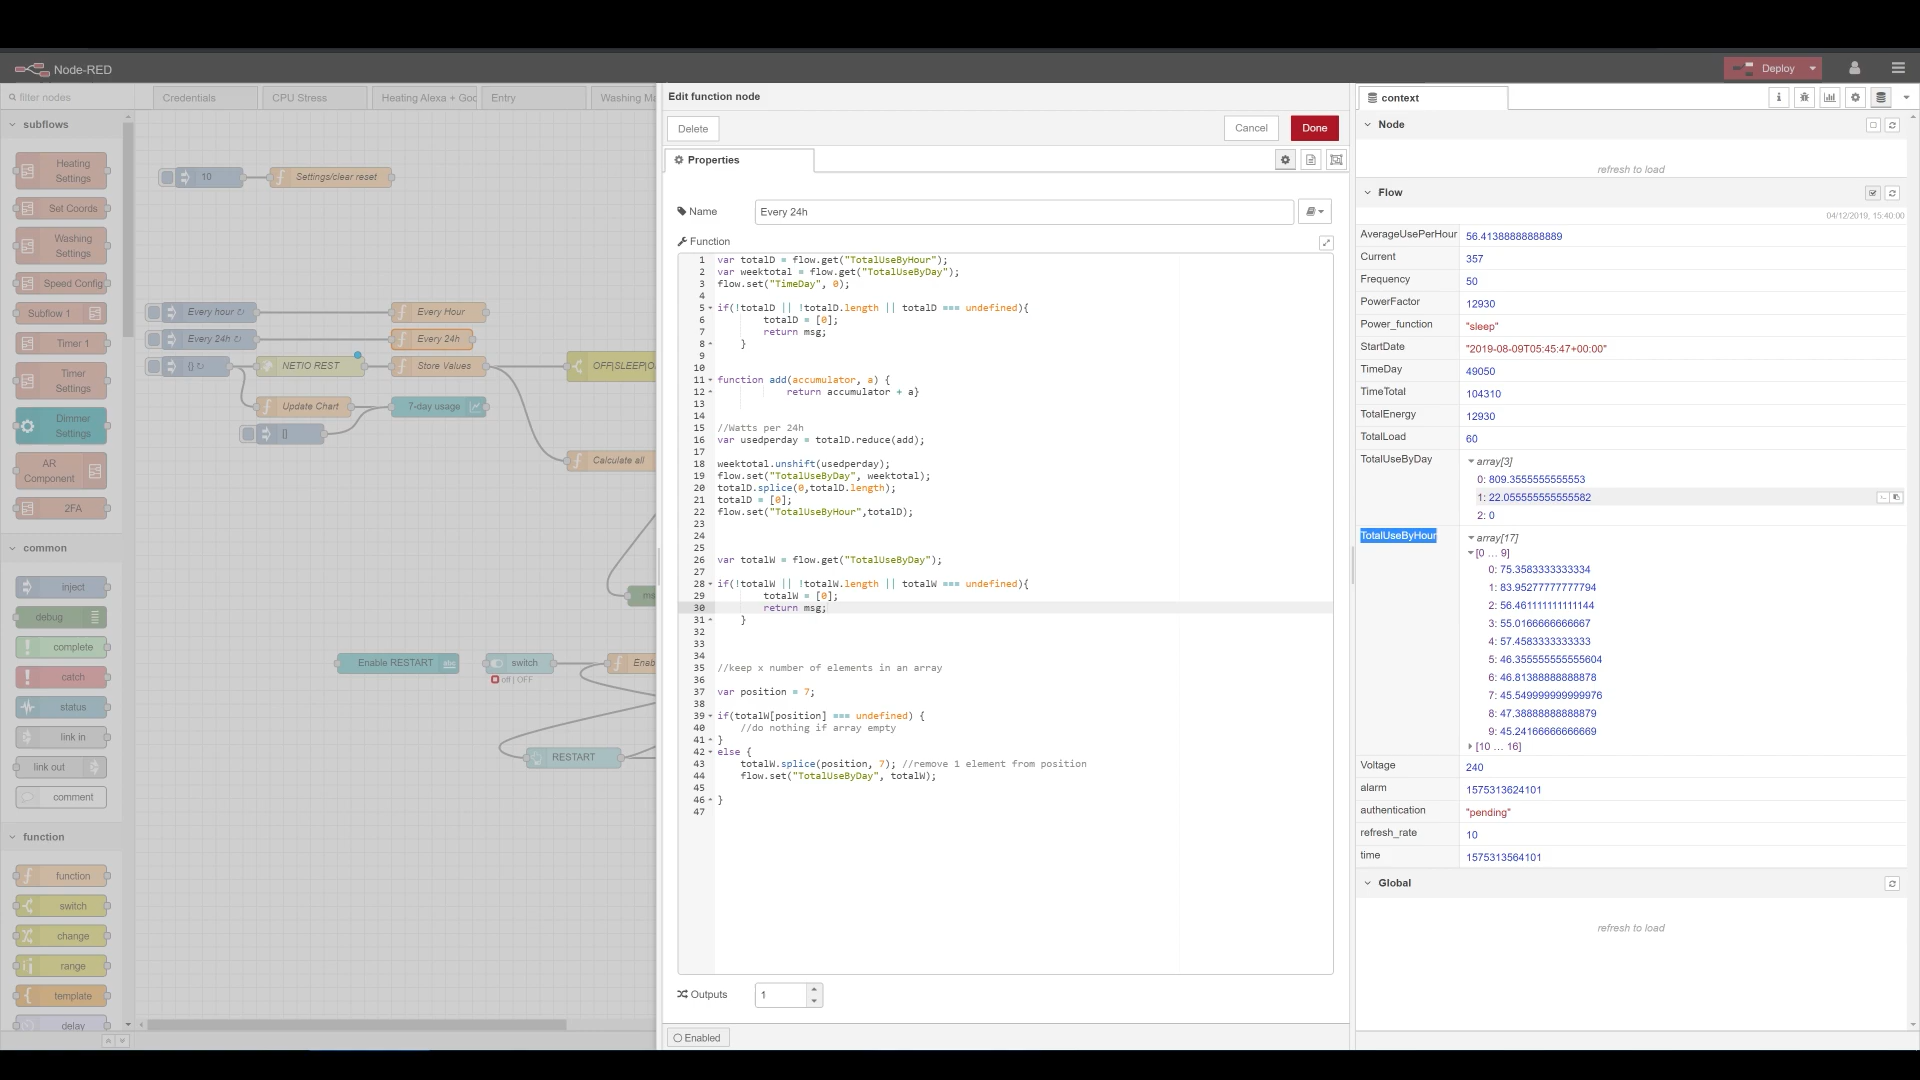 Node-RED
Deploy
filter nodes
Credentials
CPU Stress
Heating Alexa + Goo
Entry
Washing Ma
subflows
Heating
Settings
Set Coords
Washing
Settings
Speed Config
Subflow 1
Timer 1
Timer
Settings
Dimmer
Settings
AR
Component
2FA
common
inject
debug
complete
catch
status
link in
link out
comment
function
function
switch
change
range
template
delay
10
Settings/clear reset
Every hour ↻
Every Hour
Every 24h ↻
Every 24h
{} ↻
NETIO REST
Store Values
OFF|SLEEP|O
Update Chart
7-day usage
[]
Calculate all
ms
Enable RESTART
abc
switch
off | OFF
Enab
RESTART
Edit function node
Delete
Cancel
Done
Properties
Name
Every 24h
Function
1 var totalD = flow.get("TotalUseByHour");
2 var weektotal = flow.get("TotalUseByDay");
3 flow.set("TimeDay", 0);
4
5 if(!totalD || !totalD.length || totalD === undefined){
6 totalD = [0];
7 return msg;
8 }
9
10
11 function add(accumulator, a) {
12 return accumulator + a}
13
14
15 //Watts per 24h
16 var usedperday = totalD.reduce(add);
17
18 weektotal.unshift(usedperday);
19 flow.set("TotalUseByDay", weektotal);
20 totalD.splice(0,totalD.length);
21 totalD = [0];
22 flow.set("TotalUseByHour",totalD);
23
24
25
26 var totalW = flow.get("TotalUseByDay");
27
28 if(!totalW || !totalW.length || totalW === undefined){
29 totalW = [0];
30 return msg;
31 }
32
33
34
35 //keep x number of elements in an array
36
37 var position = 7;
38
39 if(totalW[position] === undefined) {
40 //do nothing if array empty
41 }
42 else {
43 totalW.splice(position, 7); //remove 1 element from position
44 flow.set("TotalUseByDay", totalW);
45
46 }
47
Outputs
1
Enabled
context
Node
refresh to load
Flow
04/12/2019, 15:40:00
AverageUsePerHour 56.41388888888889
Current 357
Frequency 50
PowerFactor 12930
Power_function "sleep"
StartDate "2019-08-09T05:45:47+00:00"
TimeDay 49050
TimeTotal 104310
TotalEnergy 12930
TotalLoad 60
TotalUseByDay array[3]
0: 809.3555555555553
1: 22.055555555555582
2: 0
TotalUseByHour array[17]
[0 … 9]
0: 75.3583333333334
1: 83.95277777777794
2: 56.461111111111144
3: 55.0166666666667
4: 57.4583333333333
5: 46.355555555555604
6: 46.81388888888878
7: 45.549999999999976
8: 47.38888888888879
9: 45.24166666666669
[10 … 16]
Voltage 240
alarm 1575313624101
authentication "pending"
refresh_rate 10
time 1575313564101
Global
refresh to load